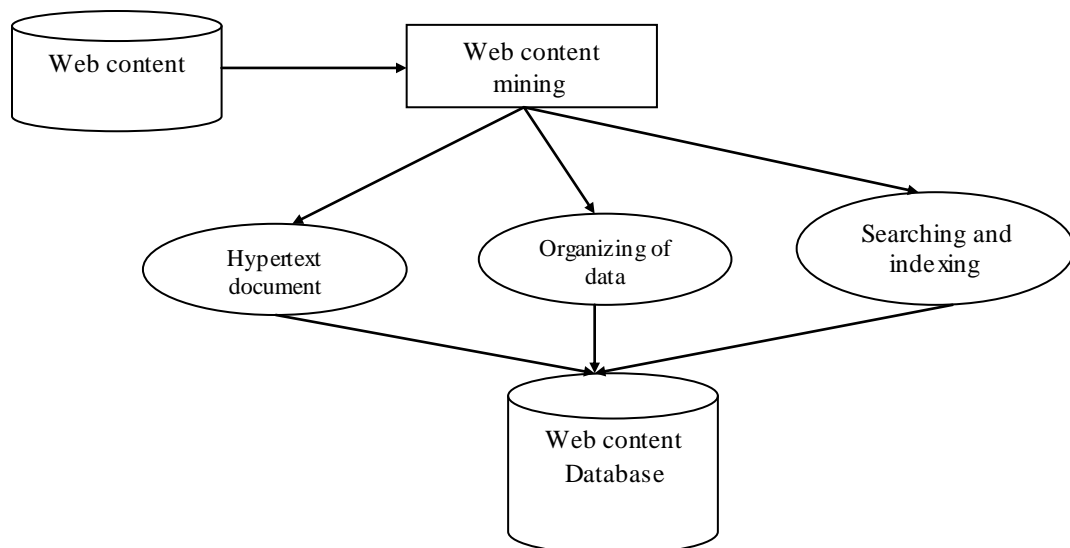 Web content
Web content
mining
Hypertext
document
Organizing of
data
Searching and
indexing
Web content
Database